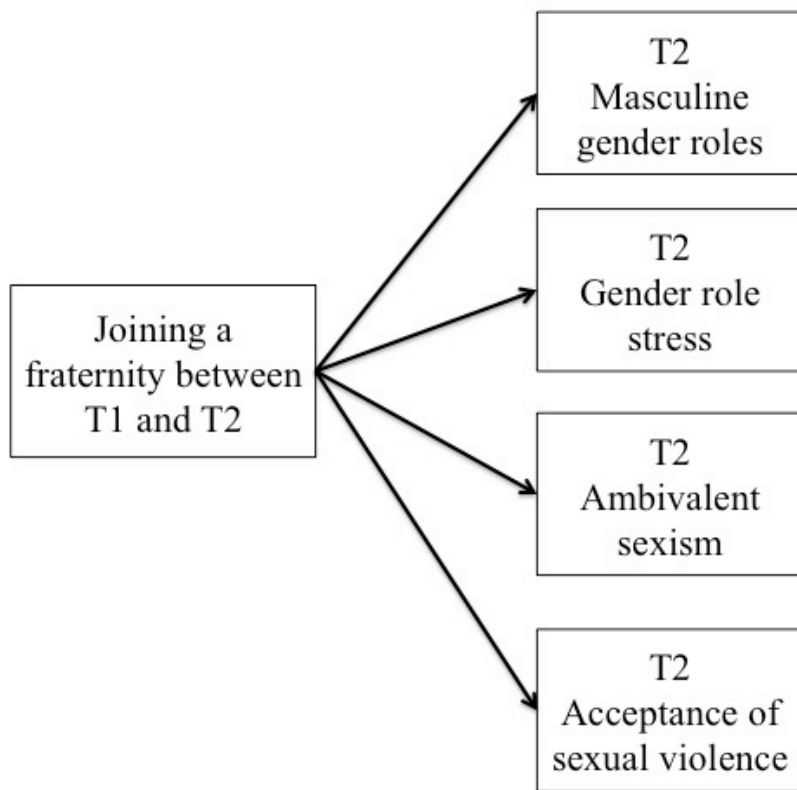 T2
Masculine
gender roles
T2
Gender role
stress
Joining a
fraternity between
T1 and T2
T2
Ambivalent
sexism
T2
Acceptance of
sexual violence